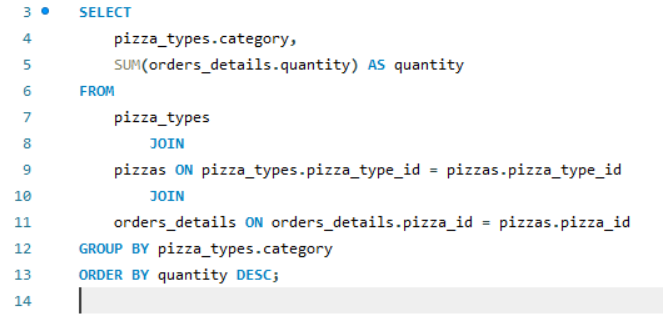 3 SELECT
4 pizza_types.category,
5 SUM(orders_details.quantity) AS quantity
6 FROM
7 pizza_types
8 JOIN
9 pizzas ON pizza_types.pizza_type_id = pizzas.pizza_type_id
10 JOIN
11 orders_details ON orders_details.pizza_id = pizzas.pizza_id
12 GROUP BY pizza_types.category
13 ORDER BY quantity DESC;
14